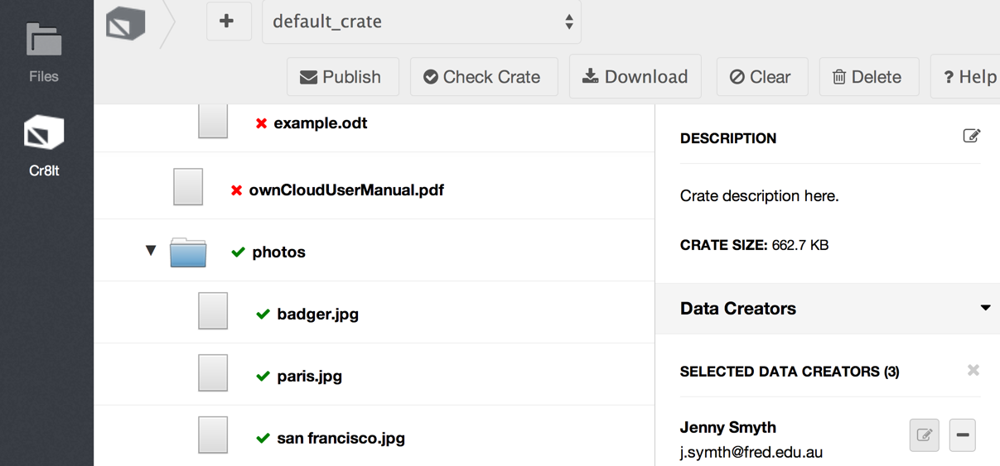 Files
Cr8It
default_crate
Publish
Check Crate
Download
Clear
Delete
? Help
example.odt
ownCloudUserManual.pdf
photos
badger.jpg
paris.jpg
san francisco.jpg
DESCRIPTION
Crate description here.
CRATE SIZE: 662.7 KB
Data Creators
SELECTED DATA CREATORS (3)
Jenny Smyth
j.symth@fred.edu.au